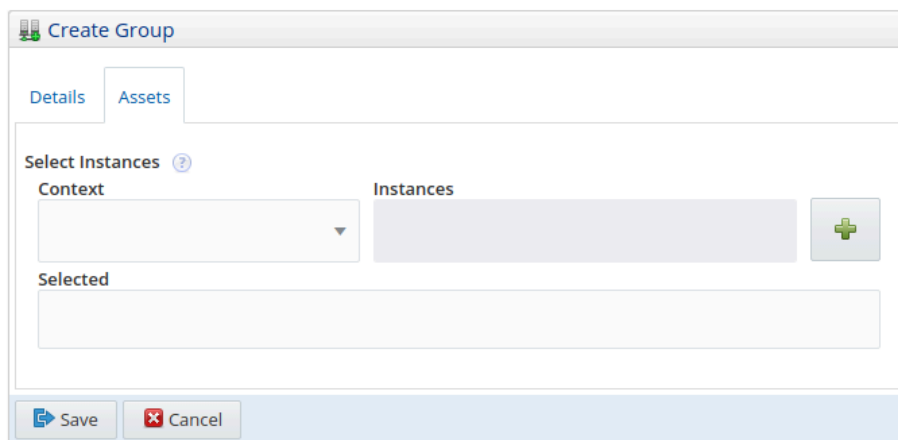 Create Group
Details Assets
Select Instances ?
Context Instances
Selected
Save Cancel